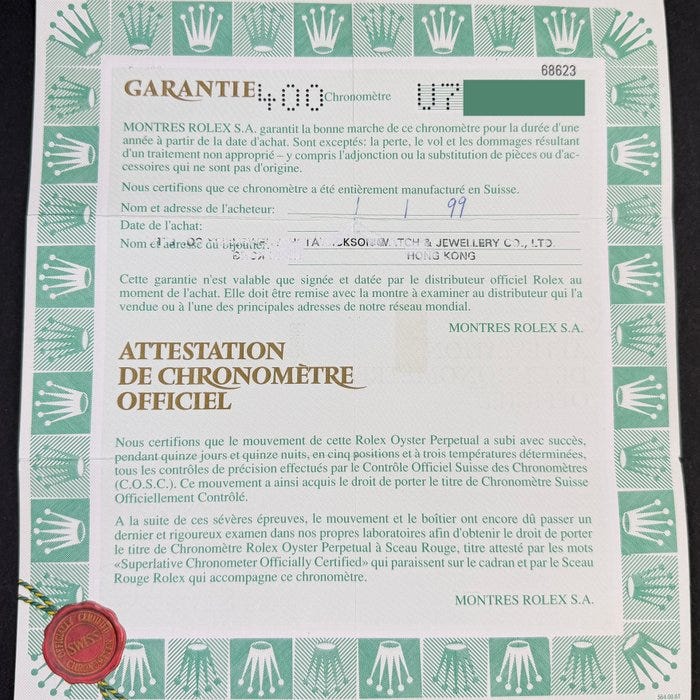 68623
GARANTIE 400 Chronomètre U7
MONTRES ROLEX S.A. garantit la bonne marche de ce chronomètre pour la durée d'une
année à partir de la date d'achat. Sont exceptés: la perte, le vol et les dommages résultant
d'un traitement non approprié – y compris l'adjonction ou la substitution de pièces ou d'ac-
cessoires qui ne sont pas d'origine.
Nous certifions que ce chronomètre a été entièrement manufacturé en Suisse.
Nom et adresse de l'acheteur: 1 1 99
Date de l'achat:
Nom et adresse du bijoutier: WATCH & JEWELLERY CO., LTD.
HONG KONG
Cette garantie n'est valable que signée et datée par le distributeur officiel Rolex au
moment de l'achat. Elle doit être remise avec la montre à examiner au distributeur qui l'a
vendue ou à l'une des principales adresses de notre réseau mondial.
MONTRES ROLEX S.A.
ATTESTATION
DE CHRONOMÈTRE
OFFICIEL
Nous certifions que le mouvement de cette Rolex Oyster Perpetual a subi avec succès,
pendant quinze jours et quinze nuits, en cinq positions et à trois températures déterminées,
tous les contrôles de précision effectués par le Contrôle Officiel Suisse des Chronomètres
(C.O.S.C.). Ce mouvement a ainsi acquis le droit de porter le titre de Chronomètre Suisse
Officiellement Contrôlé.
A la suite de ces sévères épreuves, le mouvement et le boîtier ont encore dû passer un
dernier et rigoureux examen dans nos propres laboratoires afin d'obtenir le droit de porter
le titre de Chronomètre Rolex Oyster Perpetual à Sceau Rouge, titre attesté par les mots
«Superlative Chronometer Officially Certified» qui paraissent sur le cadran et par le Sceau
Rouge Rolex qui accompagne ce chronomètre.
MONTRES ROLEX S.A.
OFFICIALLY CERTIFIED
SWISS
564.00.61